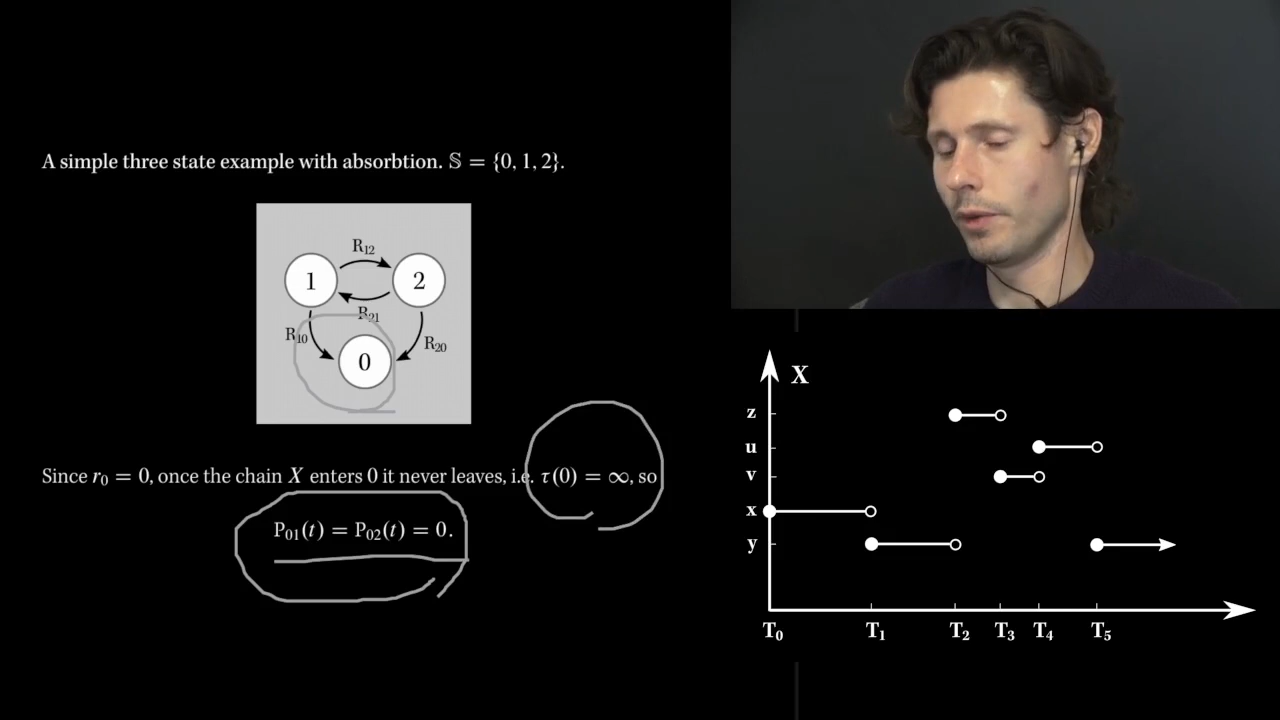 A simple three state example with absorbtion. 𝕊 = {0, 1, 2}.
R₁₂
1 2
R₂₁
R₁₀
0
R₂₀
Since r₀ = 0, once the chain X enters 0 it never leaves, i.e. τ(0) = ∞, so
P₀₁(t) = P₀₂(t) = 0.
X
z
u
v
x
y
T₀ T₁ T₂ T₃ T₄ T₅